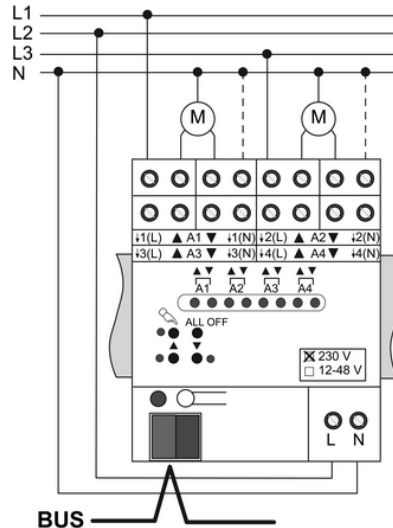 L1
L2
L3
N
M M
↓1(L) ▲ A1 ▼ ↓1(N) ↓2(L) ▲ A2 ▼ ↓2(N)
↓3(L) ▲ A3 ▼ ↓3(N) ↓4(L) ▲ A4 ▼ ↓4(N)
▲ ▼ ▲ ▼ ▲ ▼ ▲ ▼
A1 A2 A3 A4
ALL OFF
▲ ▼
230 V
12-48 V
L N
BUS